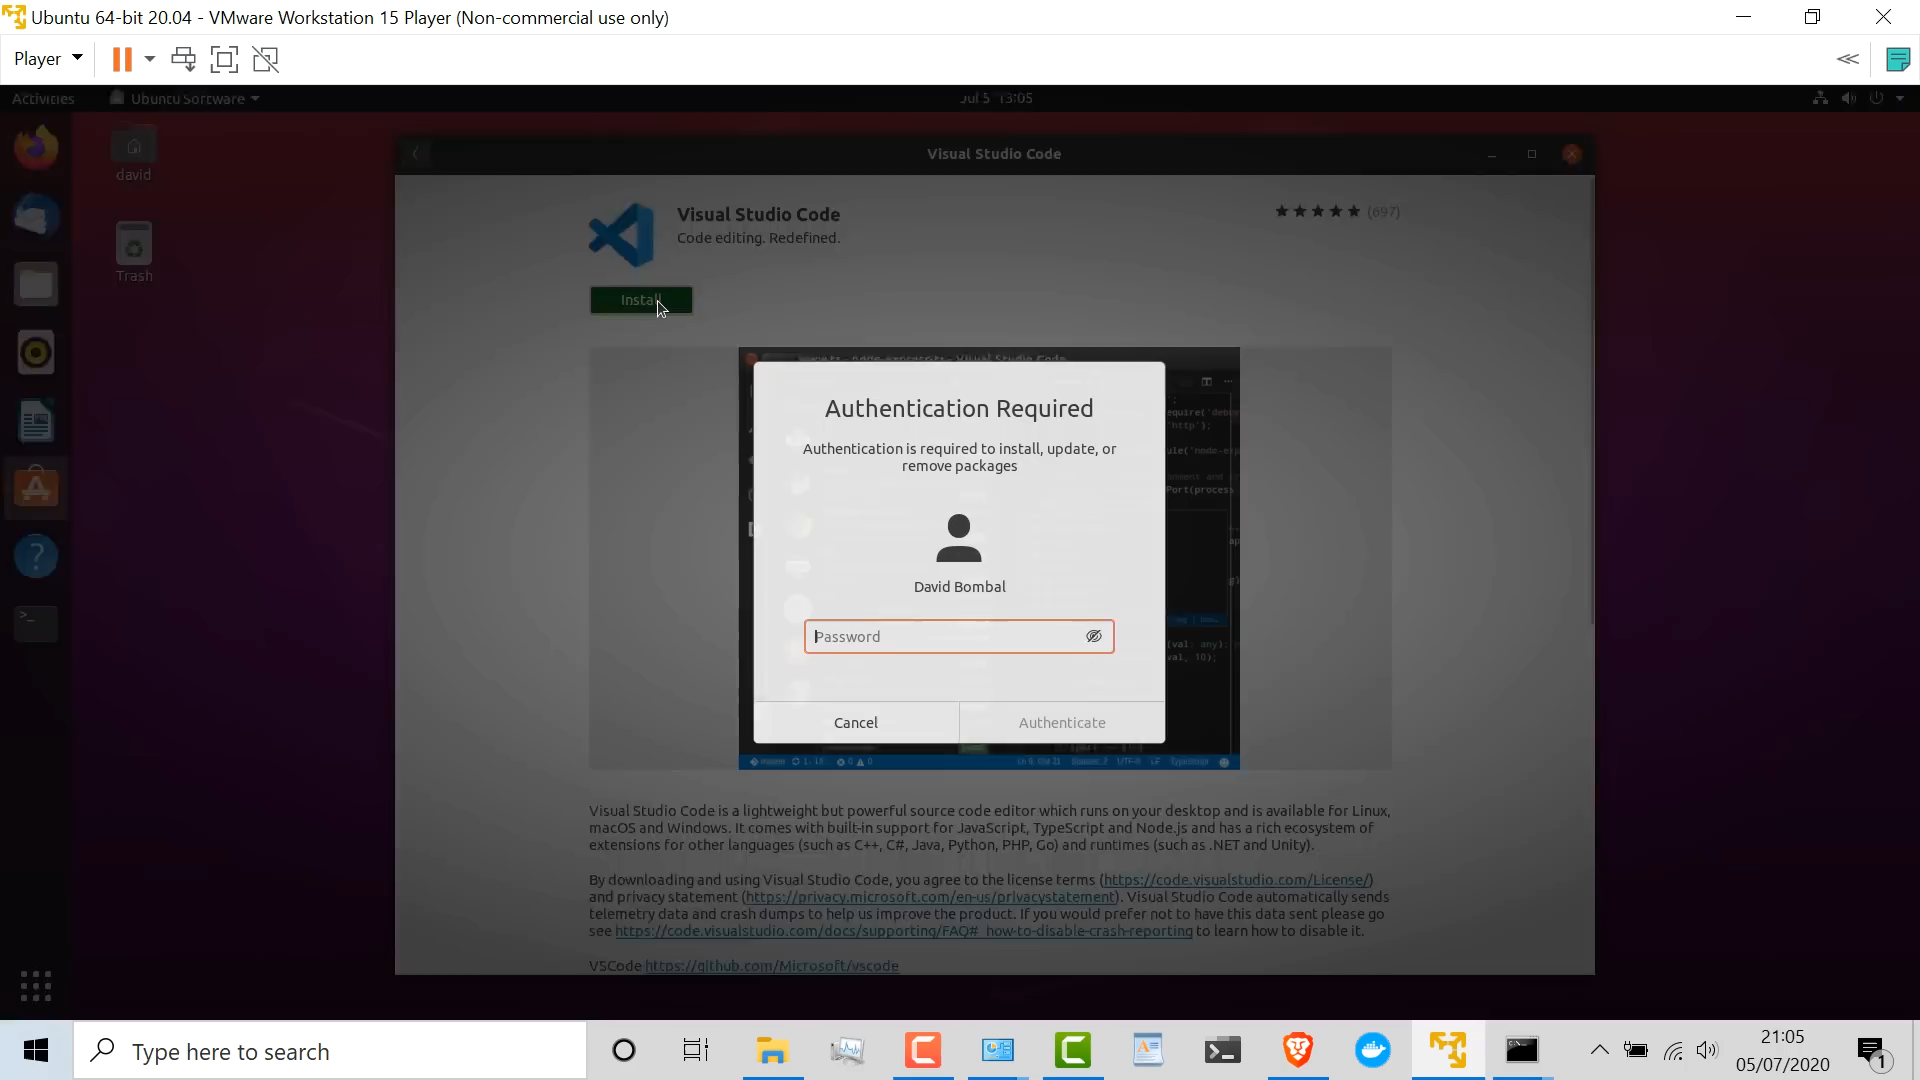 Ubuntu 64-bit 20.04 - VMware Workstation 15 Player (Non-commercial use only)
Player
Activities
Ubuntu Software
Jul 5 13:05
david
Trash
Visual Studio Code
Visual Studio Code
(697)
Code editing. Redefined.
Install
Authentication Required
Authentication is required to install, update, or
remove packages
David Bombal
Password
Cancel
Authenticate
Visual Studio Code is a lightweight but powerful source code editor which runs on your desktop and is available for Linux,
macOS and Windows. It comes with built-in support for JavaScript, TypeScript and Node.js and has a rich ecosystem of
extensions for other languages (such as C++, C#, Java, Python, PHP, Go) and runtimes (such as .NET and Unity).
By downloading and using Visual Studio Code, you agree to the license terms (https://code.visualstudio.com/License/)
and privacy statement (https://privacy.microsoft.com/en-us/privacystatement). Visual Studio Code automatically sends
telemetry data and crash dumps to help us improve the product. If you would prefer not to have this data sent please go
see https://code.visualstudio.com/docs/supporting/FAQ#_how-to-disable-crash-reporting to learn how to disable it.
VSCode https://github.com/Microsoft/vscode
Type here to search
21:05
05/07/2020
1